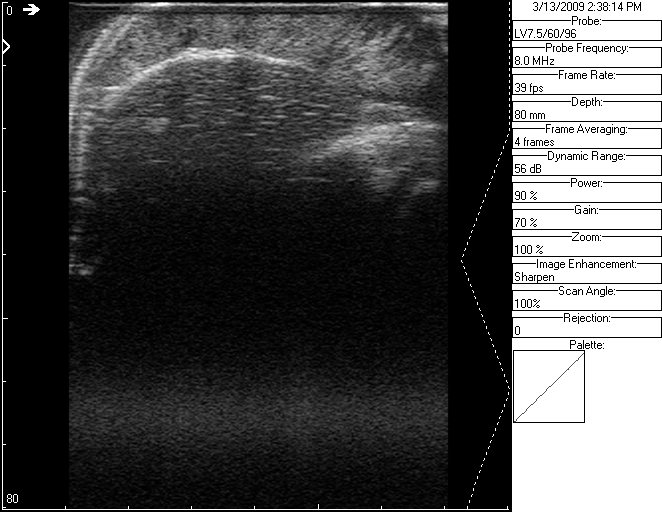 0
80
3/13/2009 2:38:14 PM
Probe:
LV7.5/60/96
Probe Frequency:
8.0 MHz
Frame Rate:
39 fps
Depth:
80 mm
Frame Averaging:
4 frames
Dynamic Range:
56 dB
Power:
90 %
Gain:
70 %
Zoom:
100 %
Image Enhancement:
Sharpen
Scan Angle:
100%
Rejection:
0
Palette: